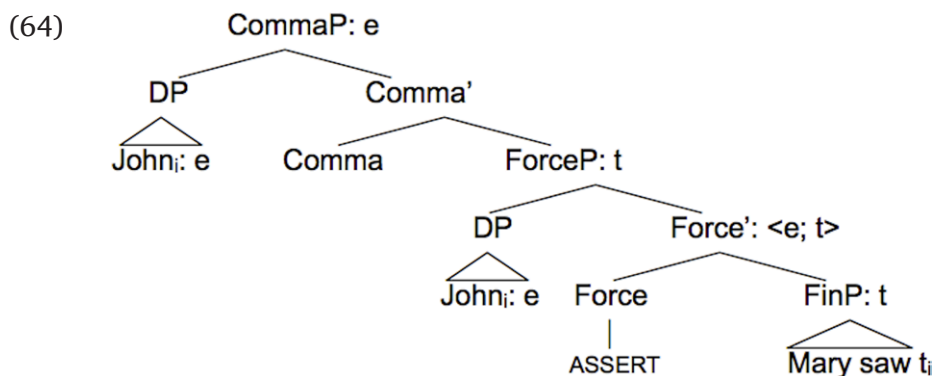 (64) CommaP: e
DP Comma’
Johnᵢ: e Comma ForceP: t
DP Force’: <e; t>
Johnᵢ: e Force FinP: t
ASSERT Mary saw tᵢ